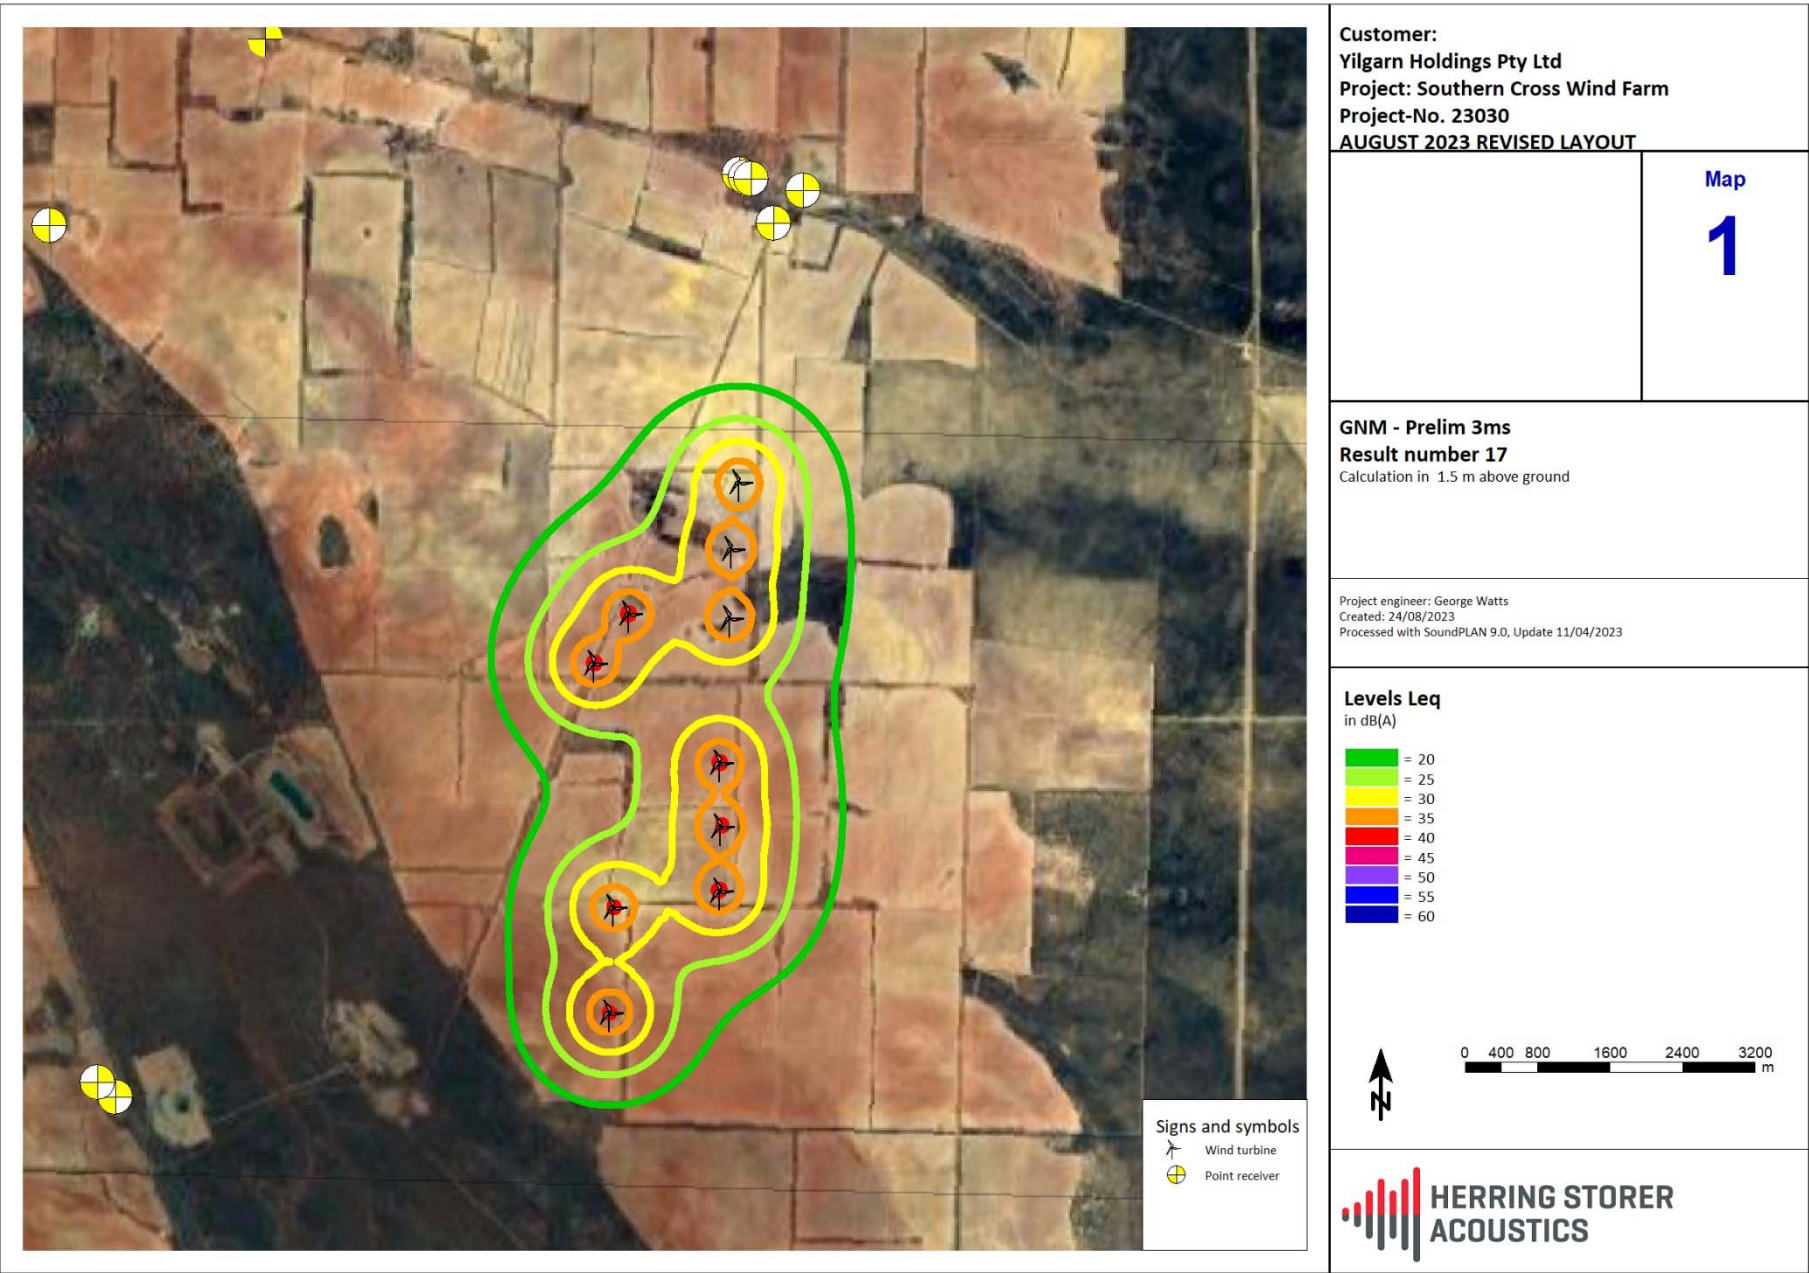 Customer:
Yilgarn Holdings Pty Ltd
Project: Southern Cross Wind Farm
Project-No. 23030
AUGUST 2023 REVISED LAYOUT
Map
1
GNM - Prelim 3ms
Result number 17
Calculation in 1.5 m above ground
Project engineer: George Watts
Created: 24/08/2023
Processed with SoundPLAN 9.0, Update 11/04/2023
Levels Leq
in dB(A)
= 20
= 25
= 30
= 35
= 40
= 45
= 50
= 55
= 60
0 400 800 1600 2400 3200
m
N
Signs and symbols
Wind turbine
Point receiver
HERRING STORER
ACOUSTICS